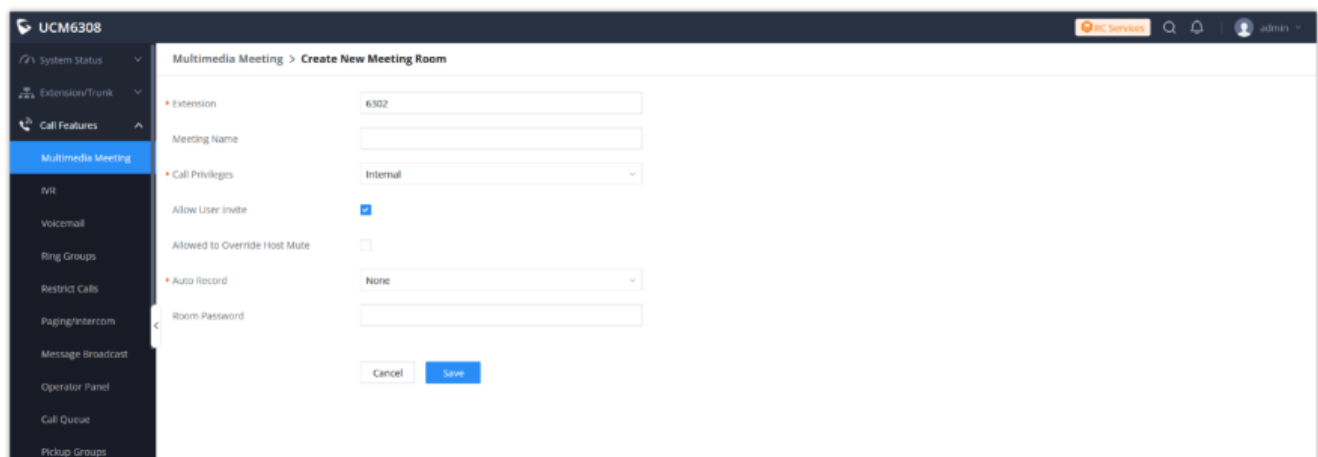 UCM6308
RC Services
admin
System Status
Extension/Trunk
Call Features
Multimedia Meeting
IVR
Voicemail
Ring Groups
Restrict Calls
Paging/Intercom
Message Broadcast
Operator Panel
Call Queue
Pickup Groups
Multimedia Meeting > Create New Meeting Room
* Extension
6302
Meeting Name
* Call Privileges
Internal
Allow User Invite
Allowed to Override Host Mute
* Auto Record
None
Room Password
Cancel
Save